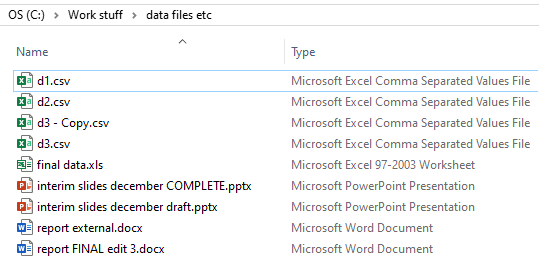 OS (C:) > Work stuff > data files etc
Name Type
d1.csv Microsoft Excel Comma Separated Values File
d2.csv Microsoft Excel Comma Separated Values File
d3 - Copy.csv Microsoft Excel Comma Separated Values File
d3.csv Microsoft Excel Comma Separated Values File
final data.xls Microsoft Excel 97-2003 Worksheet
interim slides december COMPLETE.pptx Microsoft PowerPoint Presentation
interim slides december draft.pptx Microsoft PowerPoint Presentation
report external.docx Microsoft Word Document
report FINAL edit 3.docx Microsoft Word Document